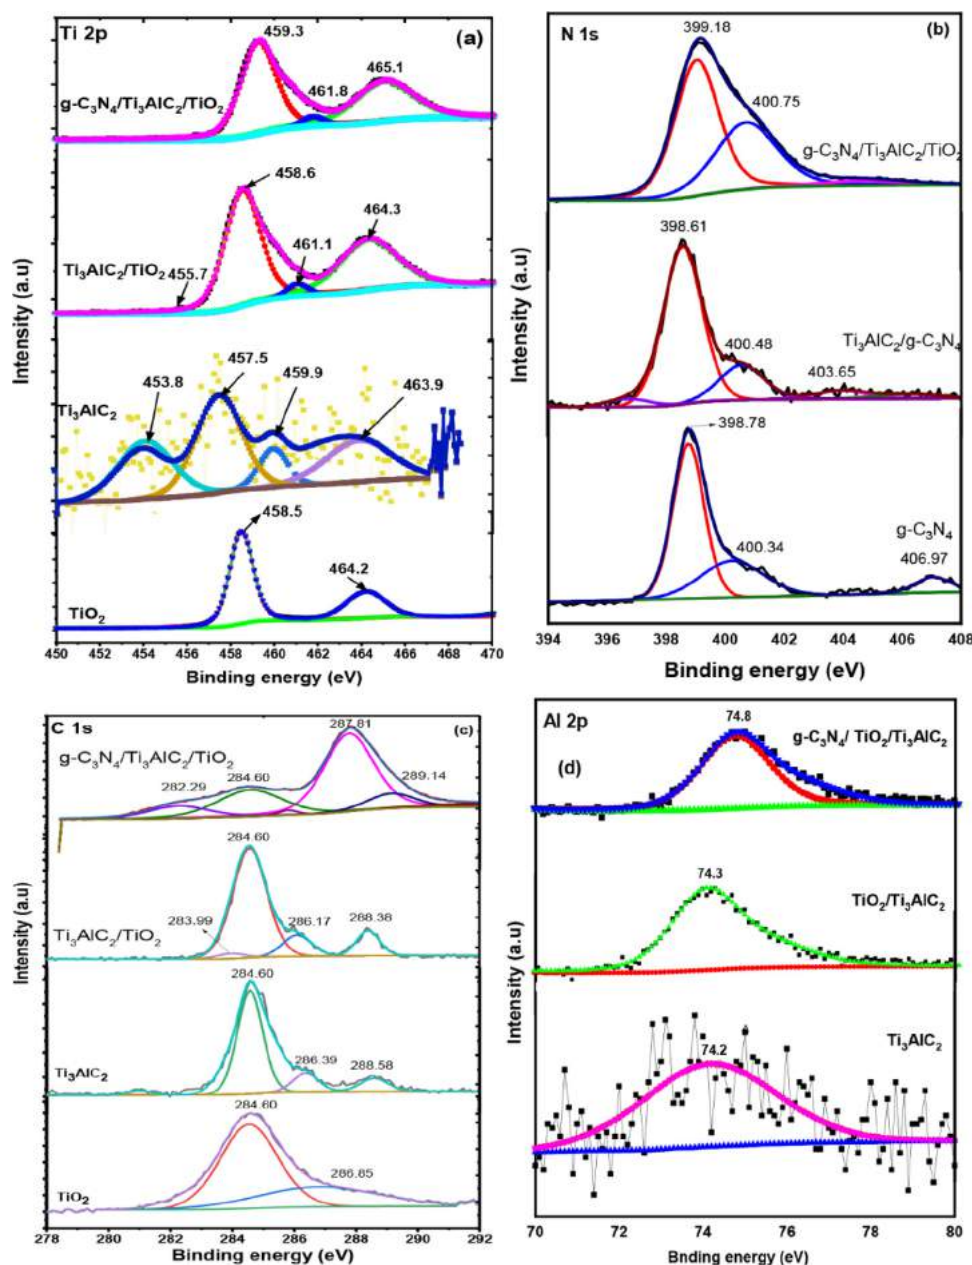 Ti 2p
(a)
459.3
465.1
461.8
g-C₃N₄/Ti₃AlC₂/TiO₂
458.6
464.3
461.1
Ti₃AlC₂/TiO₂
455.7
457.5
459.9
453.8
463.9
Ti₃AlC₂
458.5
464.2
TiO₂
450 452 454 456 458 460 462 464 466 468 470
Binding energy (eV)
Intensity (a.u)
N 1s
(b)
399.18
400.75
g-C₃N₄/Ti₃AlC₂/TiO₂
398.61
Ti₃AlC₂/g-C₃N₄
400.48
403.65
398.78
g-C₃N₄
400.34
406.97
394 396 398 400 402 404 406 408
Binding energy (eV)
Intensity (a.u)
C 1s
(c)
287.81
g-C₃N₄/Ti₃AlC₂/TiO₂
282.29
284.60
289.14
284.60
283.99
286.17
288.38
Ti₃AlC₂/TiO₂
284.60
286.39
288.58
Ti₃AlC₂
284.60
286.85
TiO₂
278 280 282 284 286 288 290 292
Binding energy (eV)
Intensity (a.u)
Al 2p
74.8
g-C₃N₄/ TiO₂/Ti₃AlC₂
(d)
74.3
TiO₂/Ti₃AlC₂
Ti₃AlC₂
74.2
70 72 74 76 78 80
Bnding energy (eV)
Intensity (a.u)